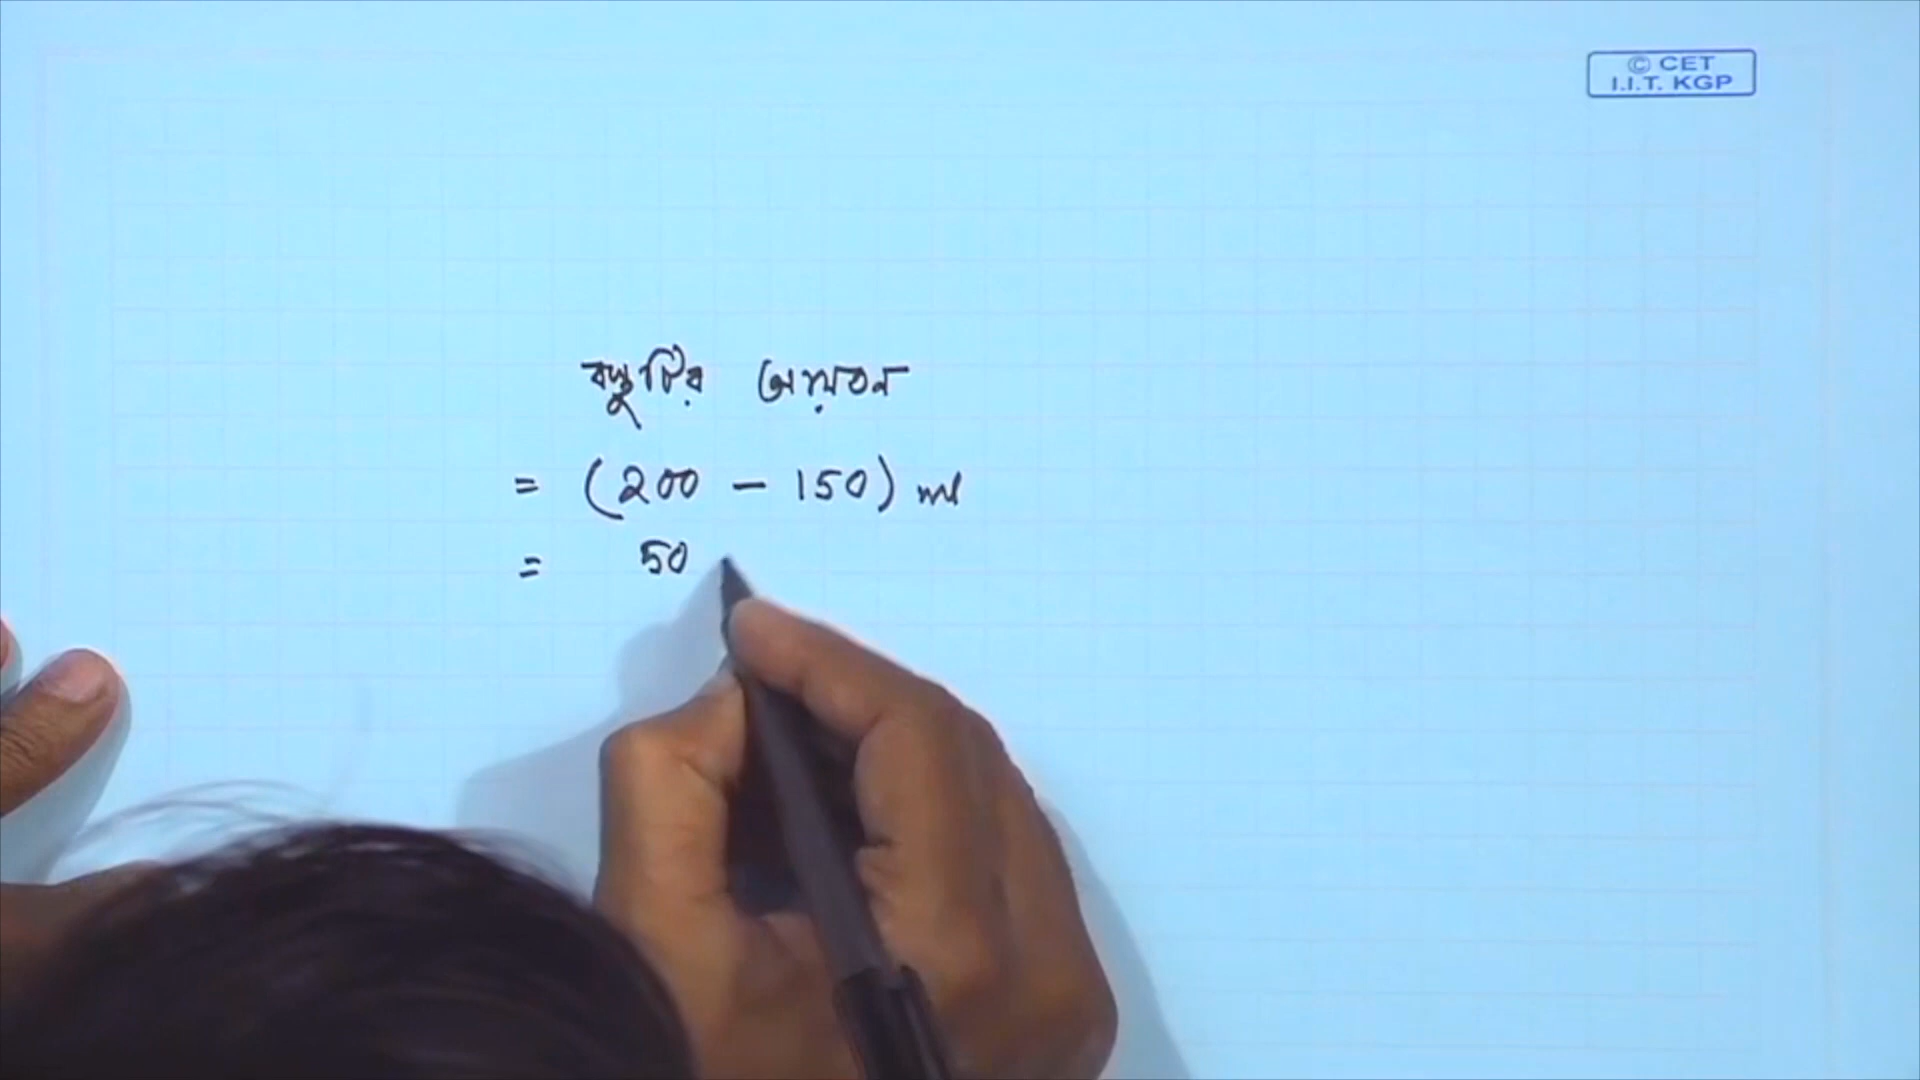 © CET
I.I.T. KGP
বস্তুটির আয়তন
= (200 - 150) ml
= 50